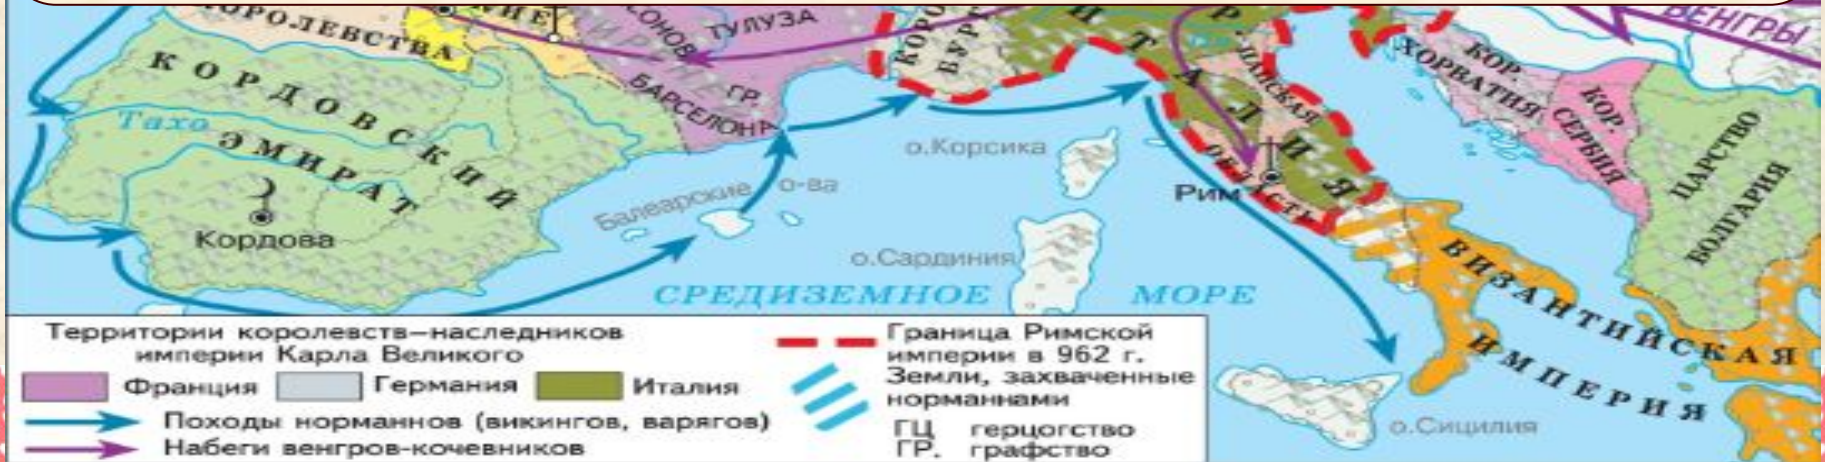 КОРОЛЕВСТВА
ТУЛУЗА
ГР.
БАРСЕЛОНА
ИТАЛИЯ
ВЕНГРЫ
КОР.
ХОРВАТИЯ
КОР.
СЕРБИЯ
ЦАРСТВО
БОЛГАРИЯ
КОРДОВСКИЙ
ЭМИРАТ
Тахо
Кордова
Балеарские о-ва
о.Корсика
Рим
о.Сардиния
СРЕДИЗЕМНОЕ МОРЕ
ВИЗАНТИЙСКАЯ
ИМПЕРИЯ
о.Сицилия
Территории королевств–наследников
империи Карла Великого
Франция Германия Италия
Походы норманнов (викингов, варягов)
Набеги венгров-кочевников
Граница Римской
империи в 962 г.
Земли, захваченные
норманнами
ГЦ герцогство
ГР. графство